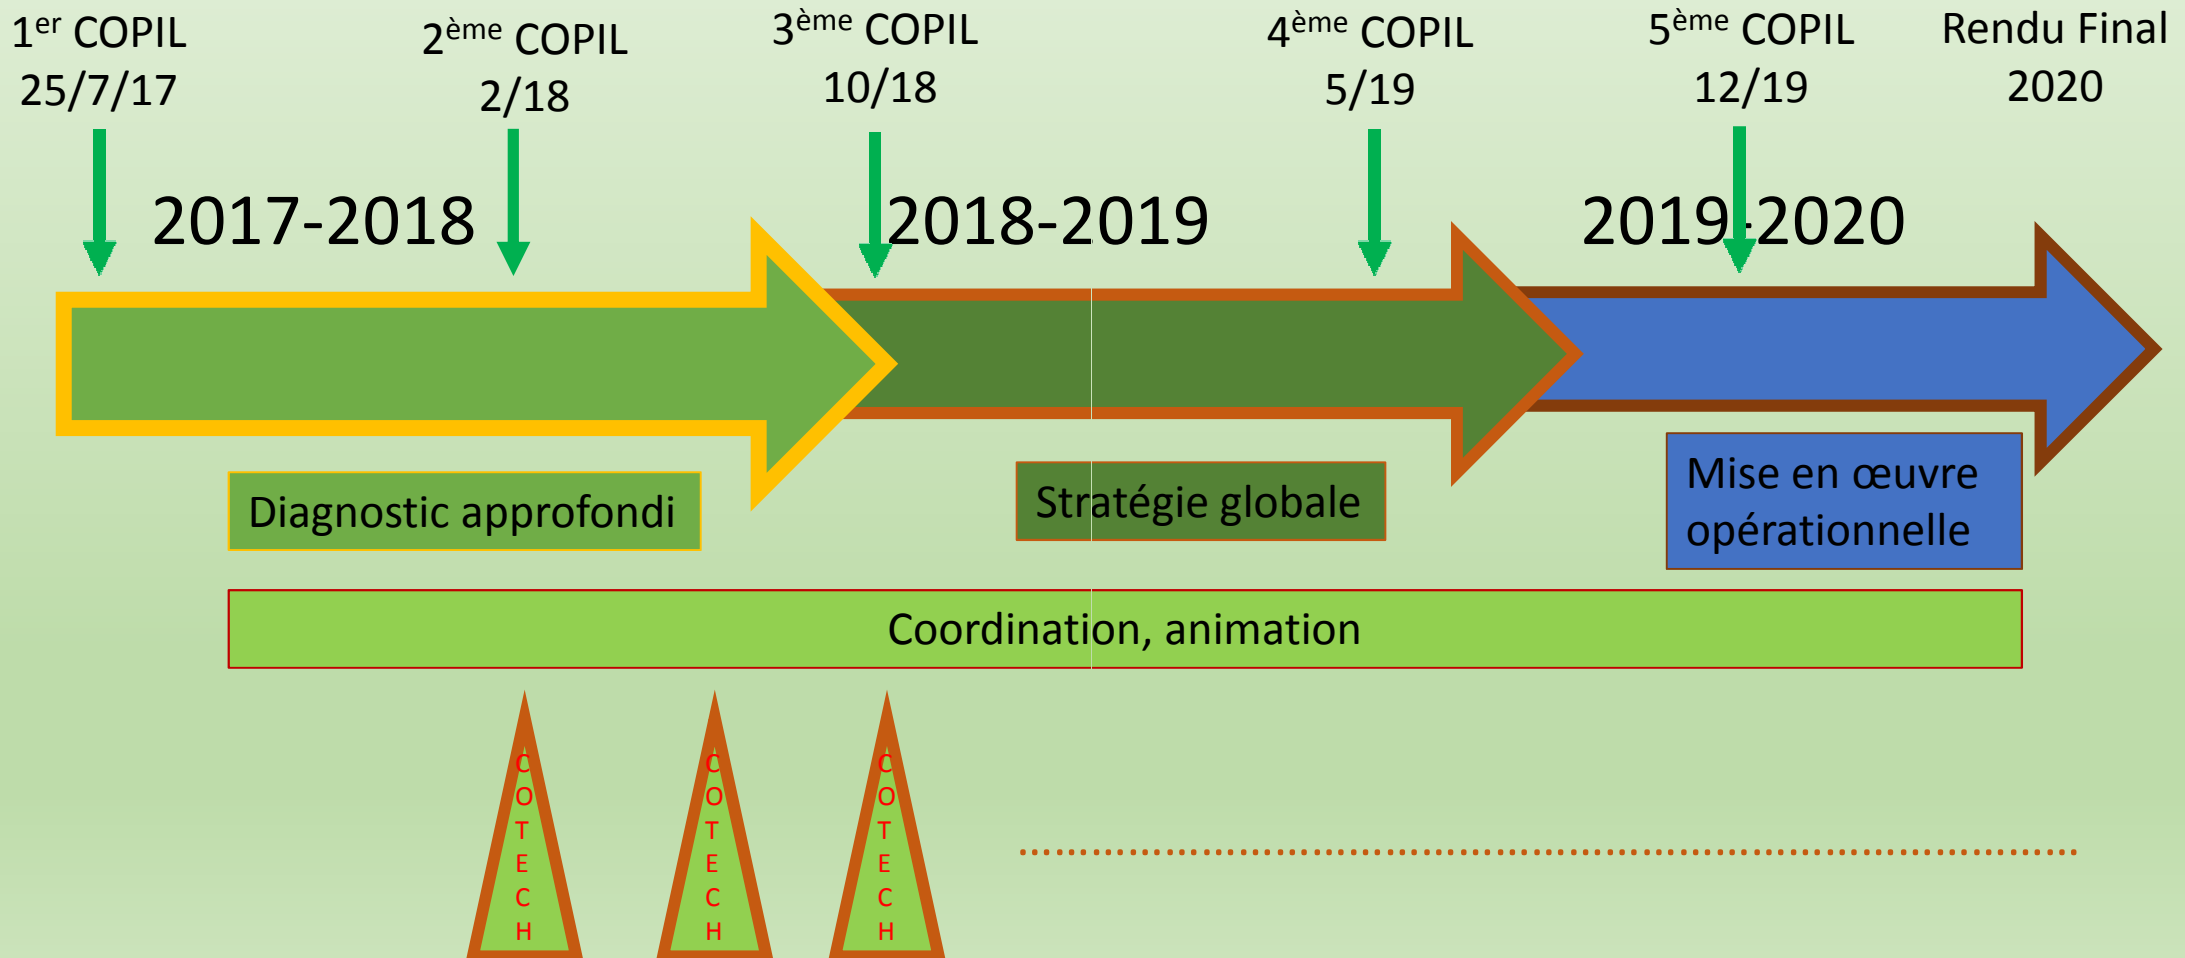 1er COPIL
25/7/17
2ème COPIL
2/18
3ème COPIL
10/18
4ème COPIL
5/19
5ème COPIL
12/19
Rendu Final
2020
2017-2018
2018-2019
2019-2020
Diagnostic approfondi
Stratégie globale
Mise en œuvre
opérationnelle
Coordination, animation
COTECH
COTECH
COTECH